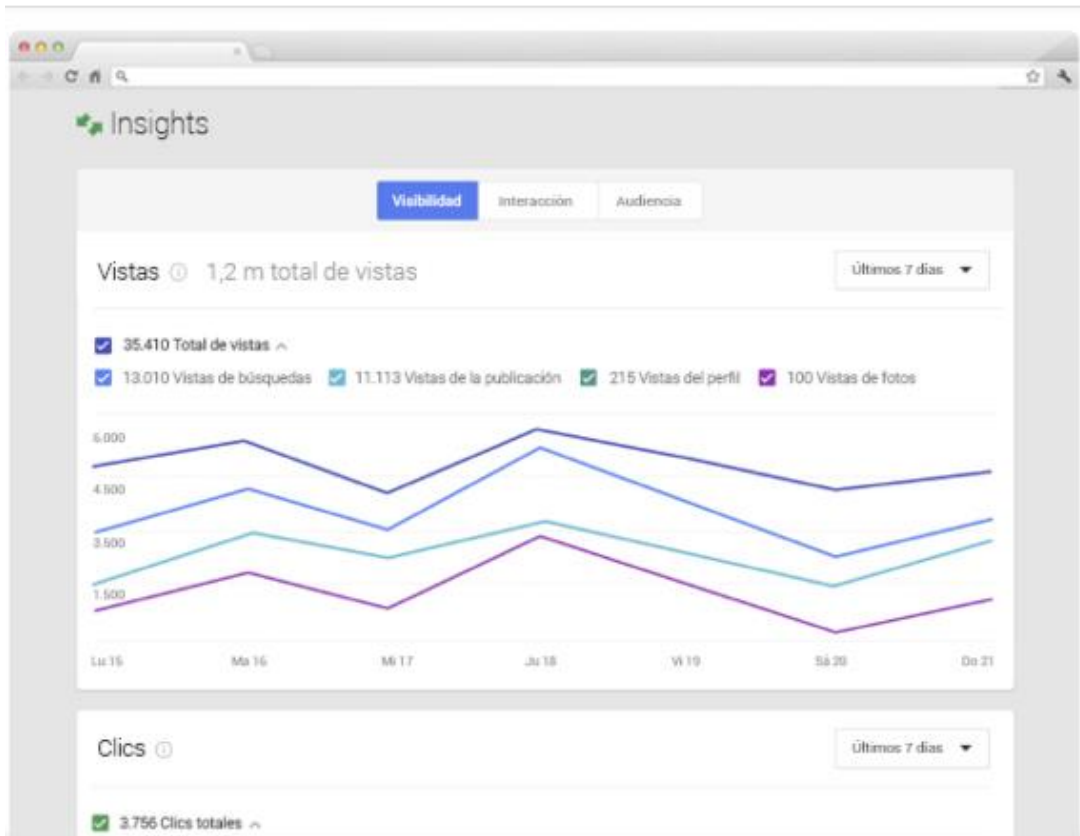 Insights
Visibilidad Interacción Audiencia
Vistas 1,2 m total de vistas Últimos 7 días
35.410 Total de vistas
13.010 Vistas de búsquedas 11.113 Vistas de la publicación 215 Vistas del perfil 100 Vistas de fotos
6.000
4.500
3.500
1.500
Lu 15 Ma 16 Mi 17 Ju 18 Vi 19 Sá 20 Do 21
Clics Últimos 7 días
3.756 Clics totales